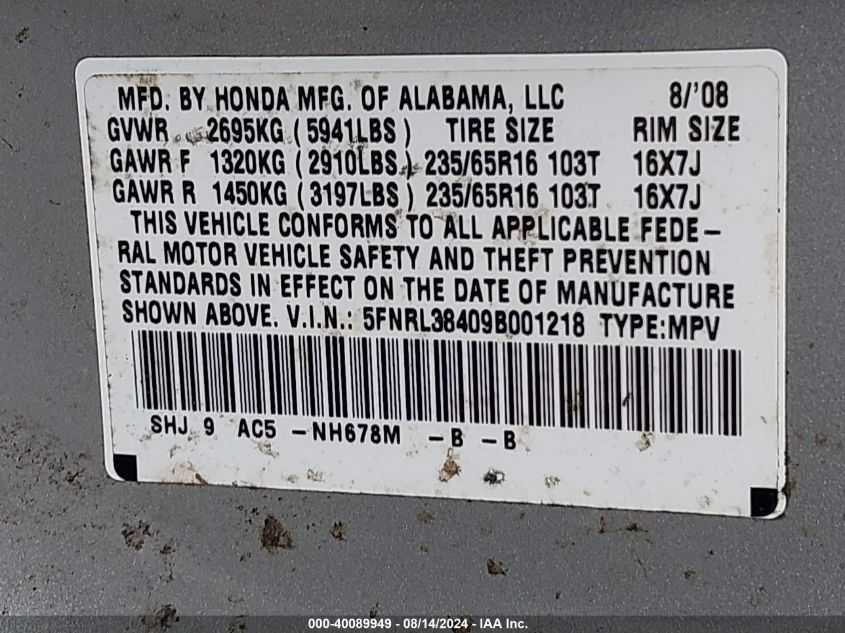 MFD. BY HONDA MFG. OF ALABAMA, LLC 8/'08
GVWR 2695KG (5941LBS) TIRE SIZE RIM SIZE
GAWR F 1320KG (2910LBS) 235/65R16 103T 16X7J
GAWR R 1450KG (3197LBS) 235/65R16 103T 16X7J
THIS VEHICLE CONFORMS TO ALL APPLICABLE FEDE-
RAL MOTOR VEHICLE SAFETY AND THEFT PREVENTION
STANDARDS IN EFFECT ON THE DATE OF MANUFACTURE
SHOWN ABOVE. V.I.N.: 5FNRL38409B001218 TYPE:MPV
SHJ 9 AC5 -NH678M -B -B
000-40089949 - 08/14/2024 - IAA Inc.